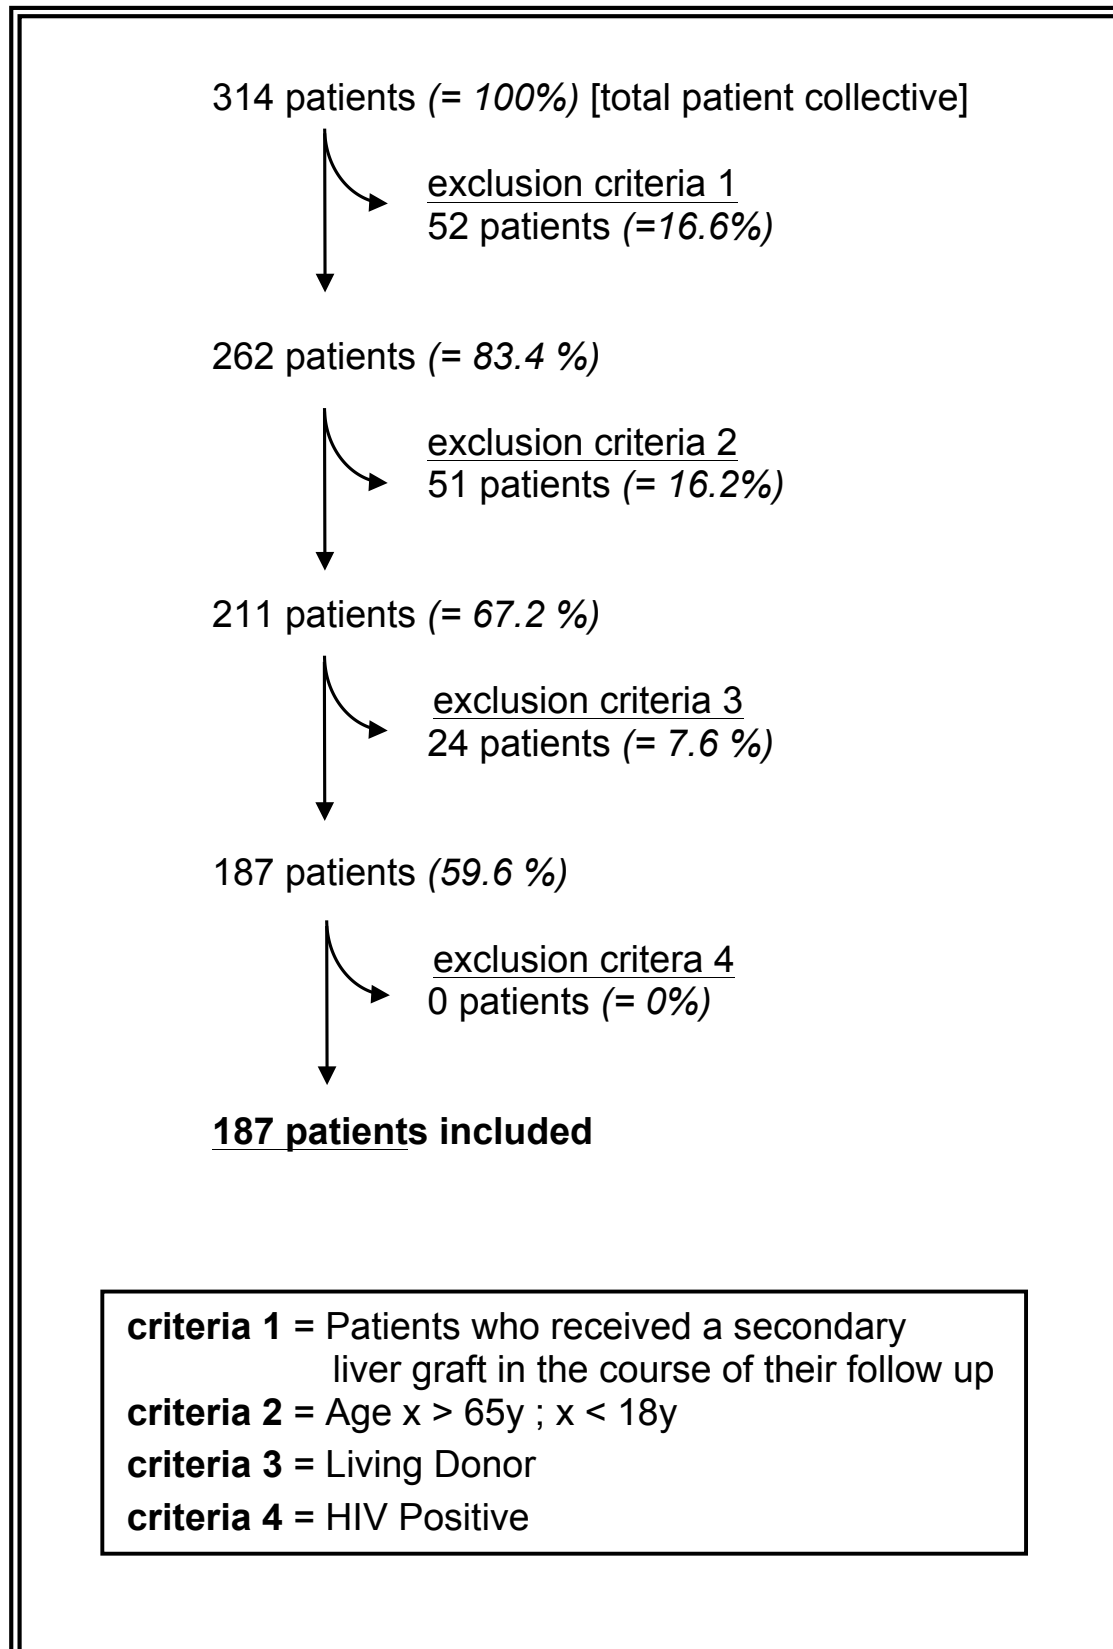 314 patients (= 100%) [total patient collective]
exclusion criteria 1
52 patients (=16.6%)
262 patients (= 83.4 %)
exclusion criteria 2
51 patients (= 16.2%)
211 patients (= 67.2 %)
exclusion criteria 3
24 patients (= 7.6 %)
187 patients (59.6 %)
exclusion critera 4
0 patients (= 0%)
187 patients included
criteria 1 = Patients who received a secondary
liver graft in the course of their follow up
criteria 2 = Age x > 65y ; x < 18y
criteria 3 = Living Donor
criteria 4 = HIV Positive